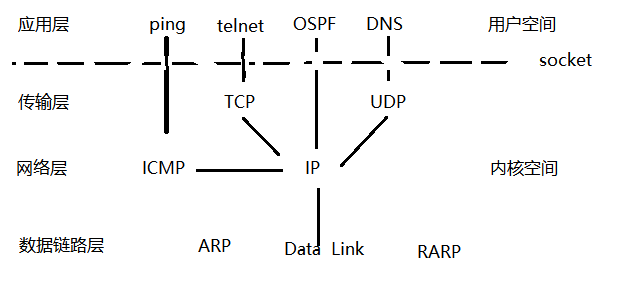 应用层 ping telnet OSPF DNS 用户空间
socket
传输层 TCP UDP
网络层 ICMP IP 内核空间
数据链路层 ARP Data Link RARP